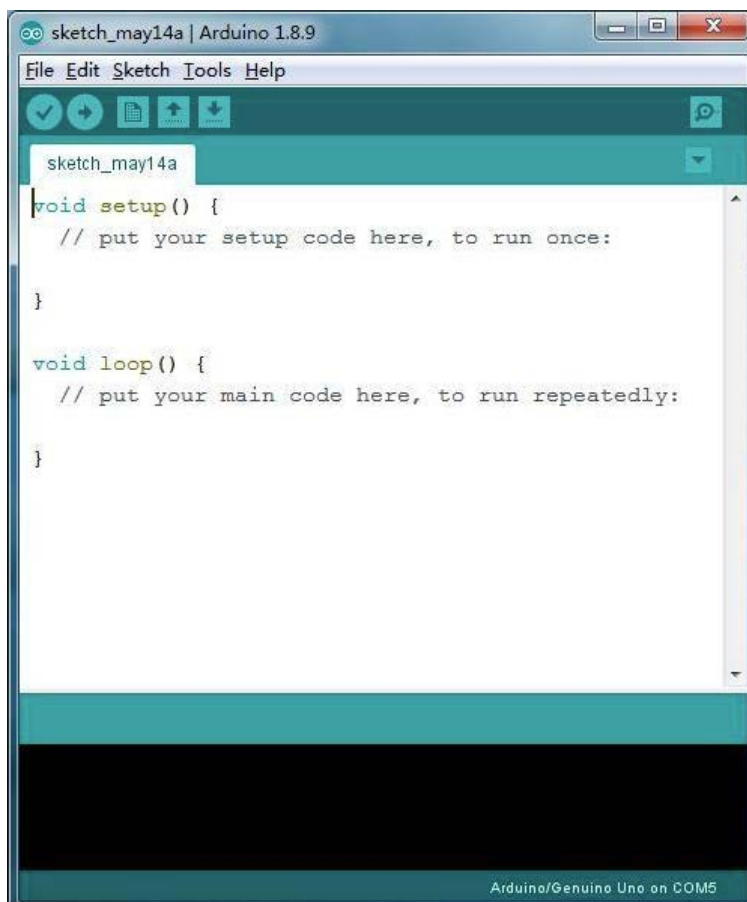 sketch_may14a | Arduino 1.8.9
File Edit Sketch Tools Help
sketch_may14a
void setup() {
  // put your setup code here, to run once:
}
void loop() {
  // put your main code here, to run repeatedly:
}
Arduino/Genuino Uno on COM5